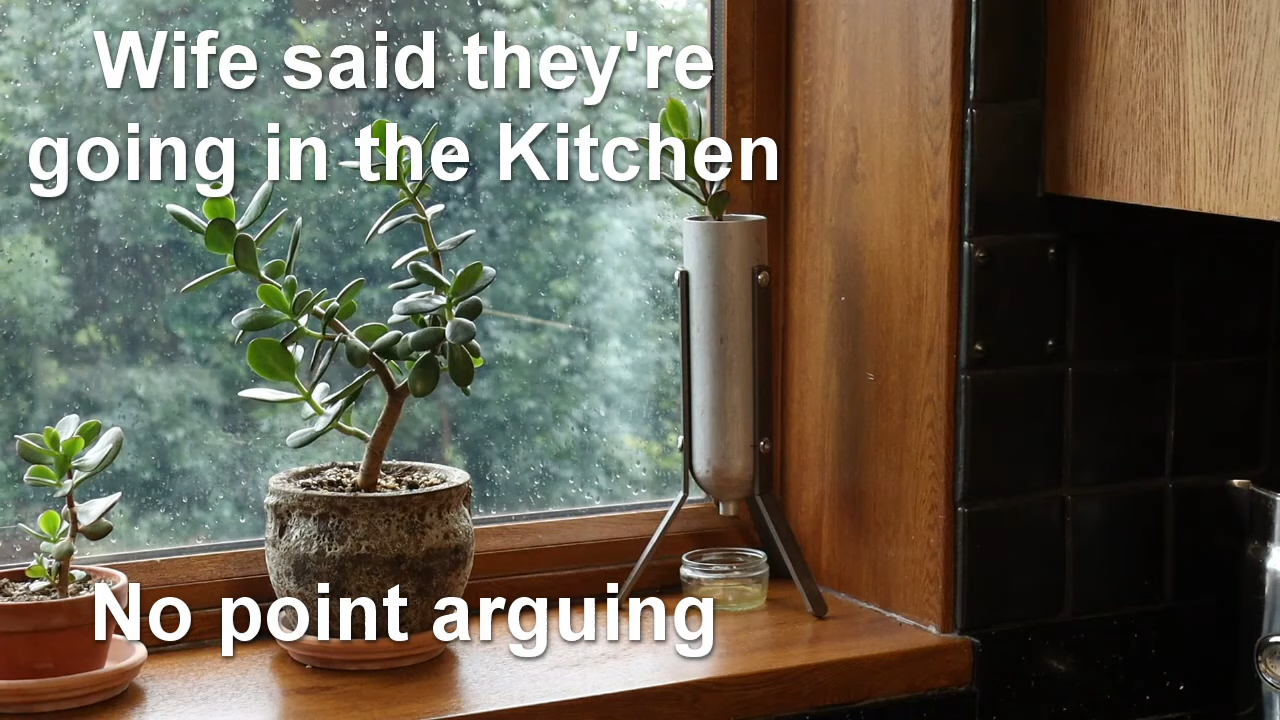 Wife said they're
going in the Kitchen
No point arguing